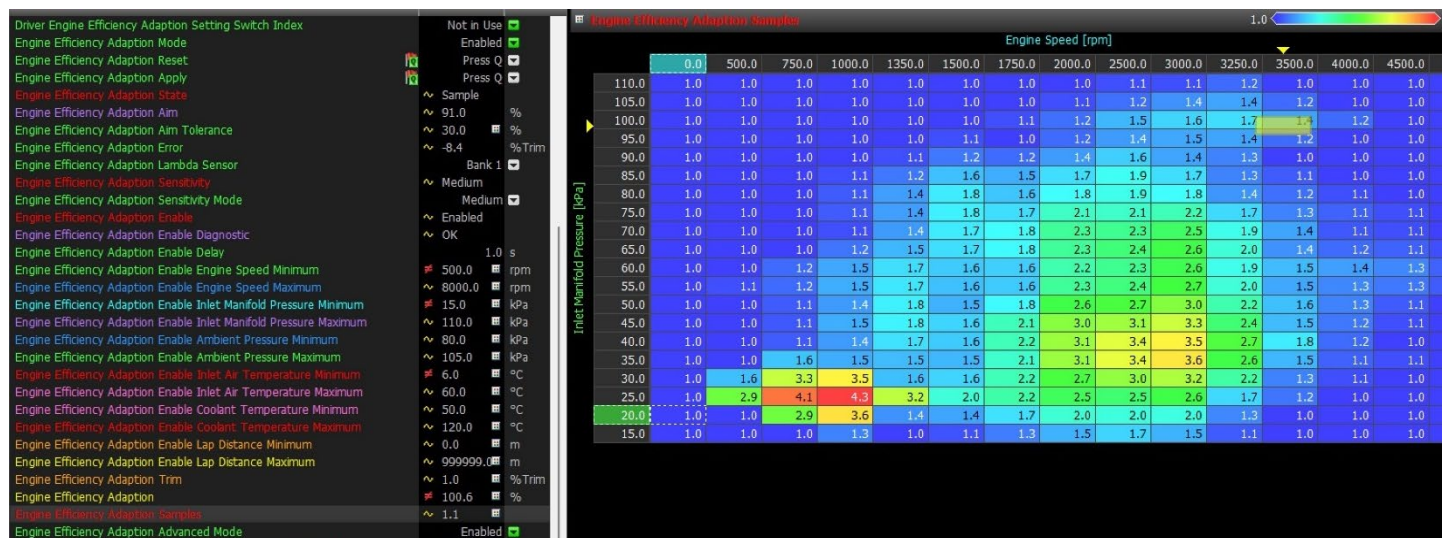 Driver Engine Efficiency Adaption Setting Switch Index Not in Use
Engine Efficiency Adaption Mode Enabled
Engine Efficiency Adaption Reset Press Q
Engine Efficiency Adaption Apply Press Q
Engine Efficiency Adaption State Sample
Engine Efficiency Adaption Aim 91.0 %
Engine Efficiency Adaption Aim Tolerance 30.0 %
Engine Efficiency Adaption Error -8.4 %Trim
Engine Efficiency Adaption Lambda Sensor Bank 1
Engine Efficiency Adaption Sensitivity Medium
Engine Efficiency Adaption Sensitivity Mode Medium
Engine Efficiency Adaption Enable Enabled
Engine Efficiency Adaption Enable Diagnostic OK
Engine Efficiency Adaption Enable Delay 1.0 s
Engine Efficiency Adaption Enable Engine Speed Minimum 500.0 rpm
Engine Efficiency Adaption Enable Engine Speed Maximum 8000.0 rpm
Engine Efficiency Adaption Enable Inlet Manifold Pressure Minimum 15.0 kPa
Engine Efficiency Adaption Enable Inlet Manifold Pressure Maximum 110.0 kPa
Engine Efficiency Adaption Enable Ambient Pressure Minimum 80.0 kPa
Engine Efficiency Adaption Enable Ambient Pressure Maximum 105.0 kPa
Engine Efficiency Adaption Enable Inlet Air Temperature Minimum 6.0 °C
Engine Efficiency Adaption Enable Inlet Air Temperature Maximum 60.0 °C
Engine Efficiency Adaption Enable Coolant Temperature Minimum 50.0 °C
Engine Efficiency Adaption Enable Coolant Temperature Maximum 120.0 °C
Engine Efficiency Adaption Enable Lap Distance Minimum 0.0 m
Engine Efficiency Adaption Enable Lap Distance Maximum 999999.0 m
Engine Efficiency Adaption Trim 1.0 %Trim
Engine Efficiency Adaption 100.6 %
Engine Efficiency Adaption Samples 1.1
Engine Efficiency Adaption Advanced Mode Enabled
Engine Efficiency Adaption Samples 1.0
Engine Speed [rpm]
0.0 500.0 750.0 1000.0 1350.0 1500.0 1750.0 2000.0 2500.0 3000.0 3250.0 3500.0 4000.0 4500.0
Inlet Manifold Pressure [kPa]
110.0 1.0 1.0 1.0 1.0 1.0 1.0 1.0 1.0 1.1 1.1 1.2 1.0 1.0 1.0
105.0 1.0 1.0 1.0 1.0 1.0 1.0 1.0 1.1 1.2 1.4 1.4 1.2 1.0 1.0
100.0 1.0 1.0 1.0 1.0 1.0 1.0 1.1 1.2 1.5 1.6 1.7 1.4 1.2 1.0
95.0 1.0 1.0 1.0 1.0 1.1 1.0 1.0 1.2 1.4 1.5 1.4 1.2 1.0 1.0
90.0 1.0 1.0 1.0 1.1 1.2 1.2 1.2 1.4 1.6 1.4 1.3 1.0 1.0 1.0
85.0 1.0 1.0 1.1 1.2 1.6 1.5 1.7 1.9 1.7 1.3 1.1 1.0 1.0
80.0 1.0 1.0 1.1 1.4 1.8 1.6 1.8 1.9 1.8 1.4 1.2 1.1 1.0
75.0 1.0 1.0 1.1 1.4 1.8 1.7 2.1 2.1 2.2 1.7 1.3 1.1 1.1
70.0 1.0 1.0 1.1 1.4 1.7 1.8 2.3 2.3 2.5 1.9 1.4 1.1 1.1
65.0 1.0 1.0 1.2 1.5 1.7 1.8 2.3 2.4 2.6 2.0 1.4 1.2 1.1
60.0 1.0 1.0 1.2 1.5 1.7 1.6 1.6 2.2 2.3 2.6 1.9 1.5 1.4 1.3
55.0 1.0 1.1 1.2 1.5 1.7 1.6 1.6 2.3 2.4 2.7 2.0 1.5 1.3 1.3
50.0 1.0 1.0 1.1 1.4 1.8 1.5 1.8 2.6 2.7 3.0 2.2 1.6 1.3 1.1
45.0 1.0 1.0 1.1 1.5 1.8 1.6 2.1 3.0 3.1 3.3 2.4 1.5 1.2 1.1
40.0 1.0 1.0 1.1 1.4 1.7 1.6 2.2 3.1 3.4 3.5 2.7 1.8 1.2 1.0
35.0 1.0 1.0 1.6 1.5 1.5 1.5 2.1 3.1 3.4 3.6 2.6 1.5 1.1 1.1
30.0 1.0 1.6 3.3 3.5 1.6 1.6 2.2 2.7 3.0 3.2 2.2 1.3 1.1 1.0
25.0 1.0 2.9 4.1 4.3 3.2 2.0 2.2 2.5 2.5 2.6 1.7 1.2 1.0 1.0
20.0 1.0 1.0 2.9 3.6 1.4 1.4 1.7 2.0 2.0 2.0 1.3 1.0 1.0 1.0
15.0 1.0 1.0 1.0 1.3 1.0 1.1 1.3 1.5 1.7 1.5 1.1 1.0 1.0 1.0